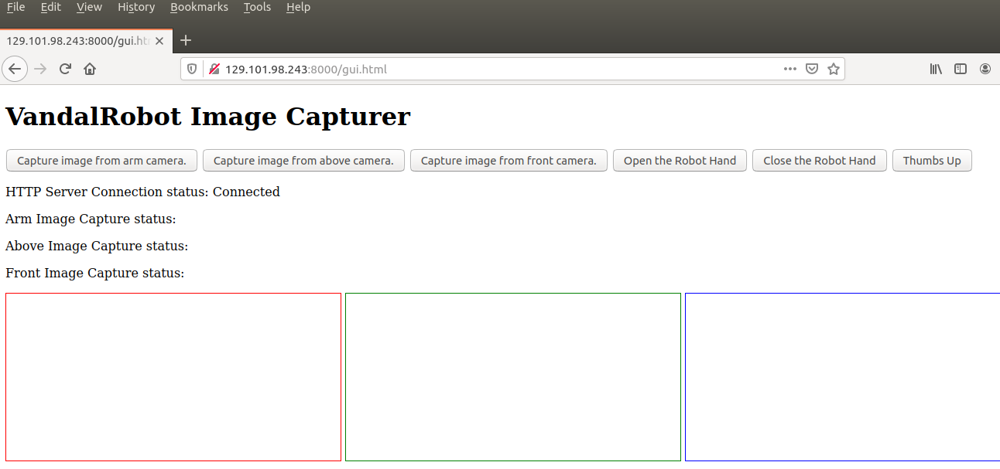 File Edit View History Bookmarks Tools Help
129.101.98.243:8000/gui.ht
129.101.98.243:8000/gui.html
VandalRobot Image Capturer
Capture image from arm camera. Capture image from above camera. Capture image from front camera. Open the Robot Hand Close the Robot Hand Thumbs Up
HTTP Server Connection status: Connected
Arm Image Capture status:
Above Image Capture status:
Front Image Capture status: